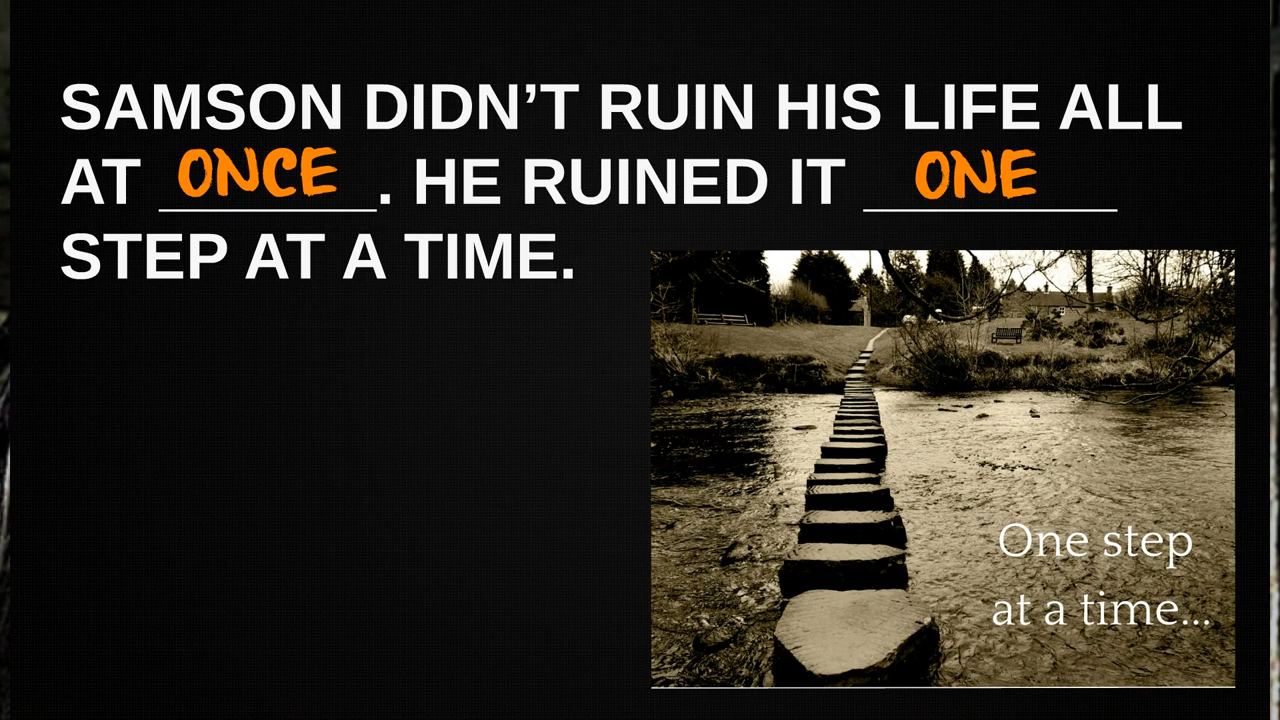 SAMSON DIDN’T RUIN HIS LIFE ALL
AT ONCE. HE RUINED IT ONE
STEP AT A TIME.
One step
at a time...